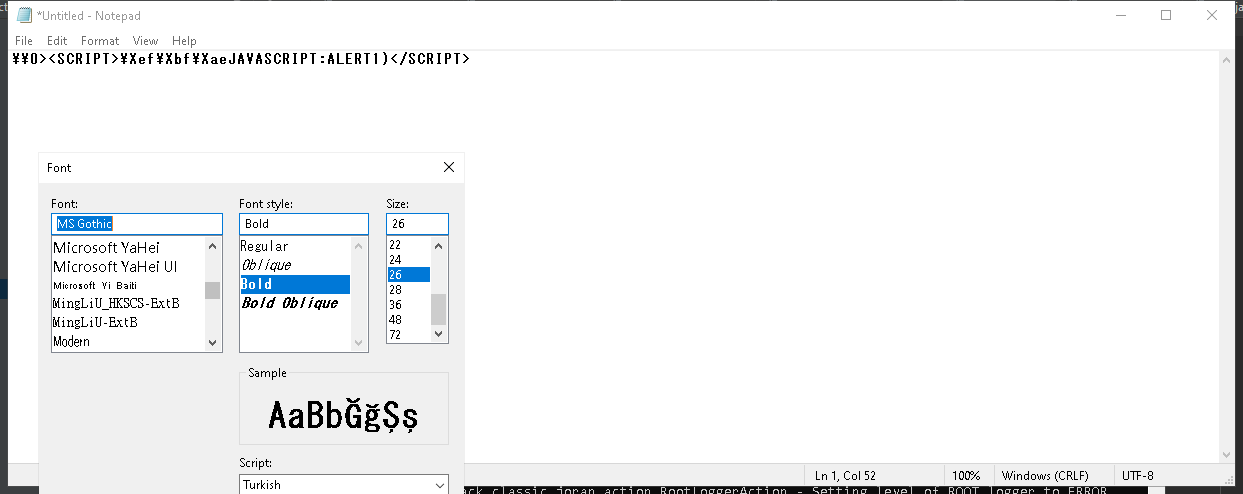 *Untitled - Notepad
File Edit Format View Help
¥¥0><SCRIPT>¥Xef¥Xbf¥XaeJAVASCRIPT:ALERT1)</SCRIPT>
Font
Font: Font style: Size:
MS Gothic Bold 26
Microsoft YaHei Regular 22
Microsoft YaHei UI Oblique 24
Microsoft Yi Baiti Bold 26
MingLiU_HKSCS-ExtB Bold Oblique 28
MingLiU-ExtB 36
Modern 48
72
Sample
AaBbĞğŞş
Script:
Turkish
Ln 1, Col 52 100% Windows (CRLF) UTF-8
ack.classic.joran.action.RootLoggerAction - Setting level of ROOT logger to ERROR